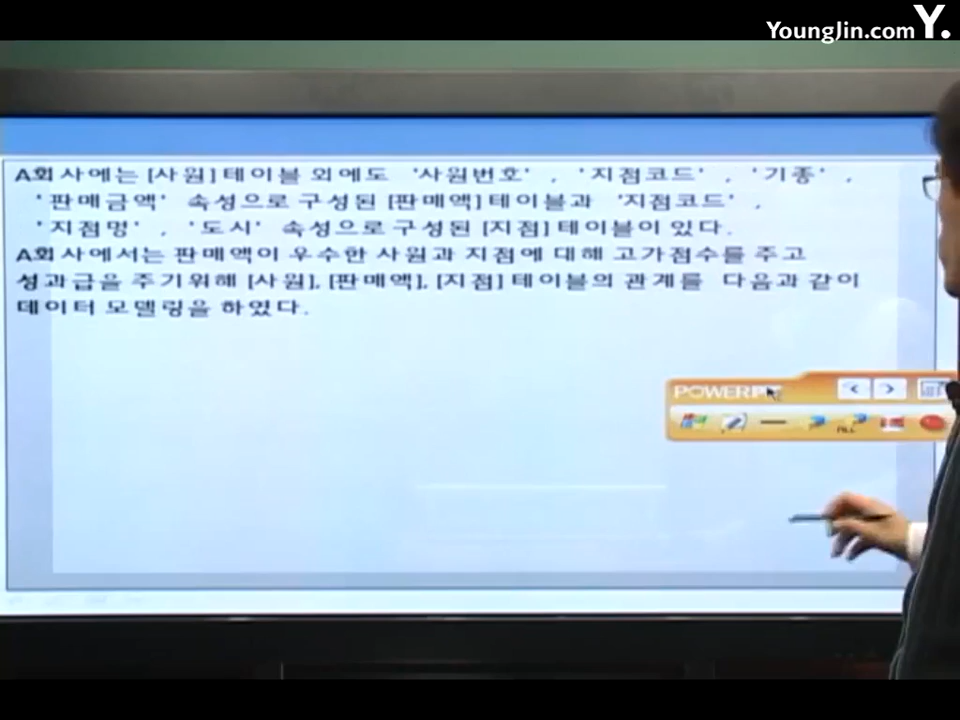 YoungJin.com Y.
A회사에는 [사원]테이블 외에도 '사원번호' , '지점코드' , '기종' ,
'판매금액' 속성으로 구성된 [판매액]테이블과 '지점코드' ,
'지점명' , '도시' 속성으로 구성된 [지점]테이블이 있다.
A회사에서는 판매액이 우수한 사원과 지점에 대해 고가점수를 주고
성과급을 주기위해 [사원], [판매액], [지점]테이블의 관계를 다음과 같이
데이터 모델링을 하였다.
ALL